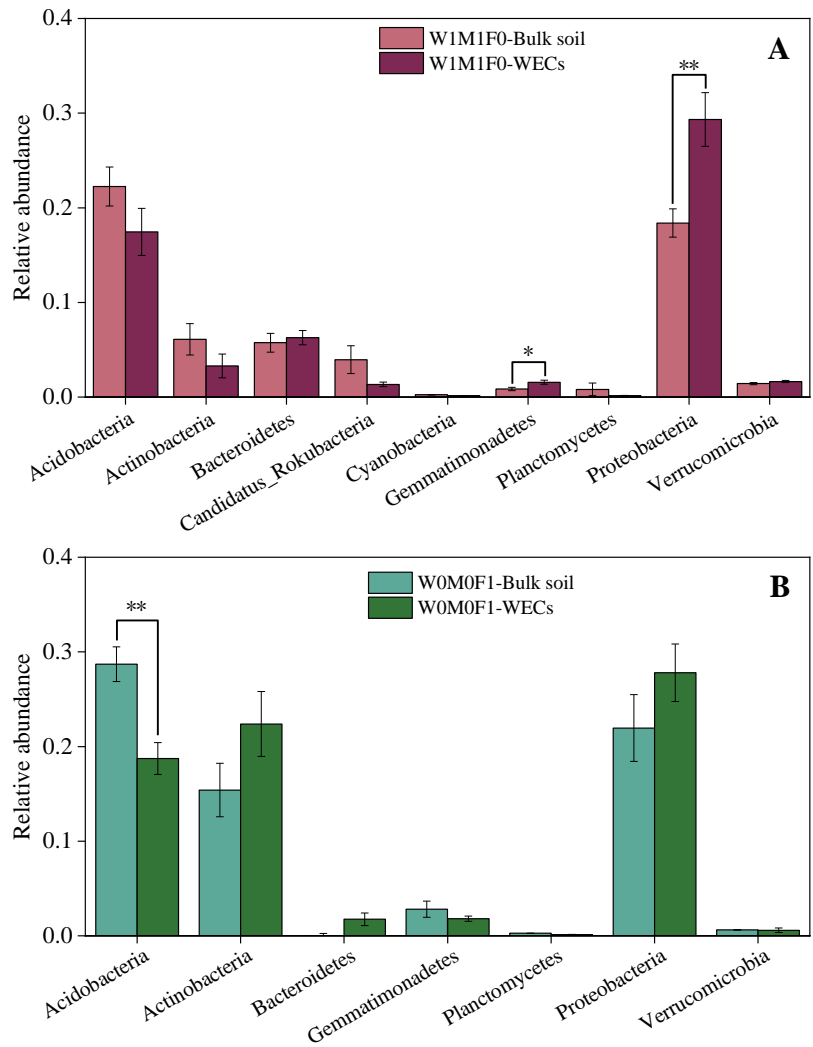 0.4
W1M1F0-Bulk soil
A
W1M1F0-WECs
**
0.3
Relative abundance
0.2
0.1
*
0.0
Acidobacteria
Actinobacteria
Bacteroidetes
Candidatus_Rokubacteria
Cyanobacteria
Gemmatimonadetes
Planctomycetes
Proteobacteria
Verrucomicrobia
0.4
W0M0F1-Bulk soil
B
W0M0F1-WECs
**
0.3
Relative abundance
0.2
0.1
0.0
Acidobacteria
Actinobacteria
Bacteroidetes
Gemmatimonadetes
Planctomycetes
Proteobacteria
Verrucomicrobia